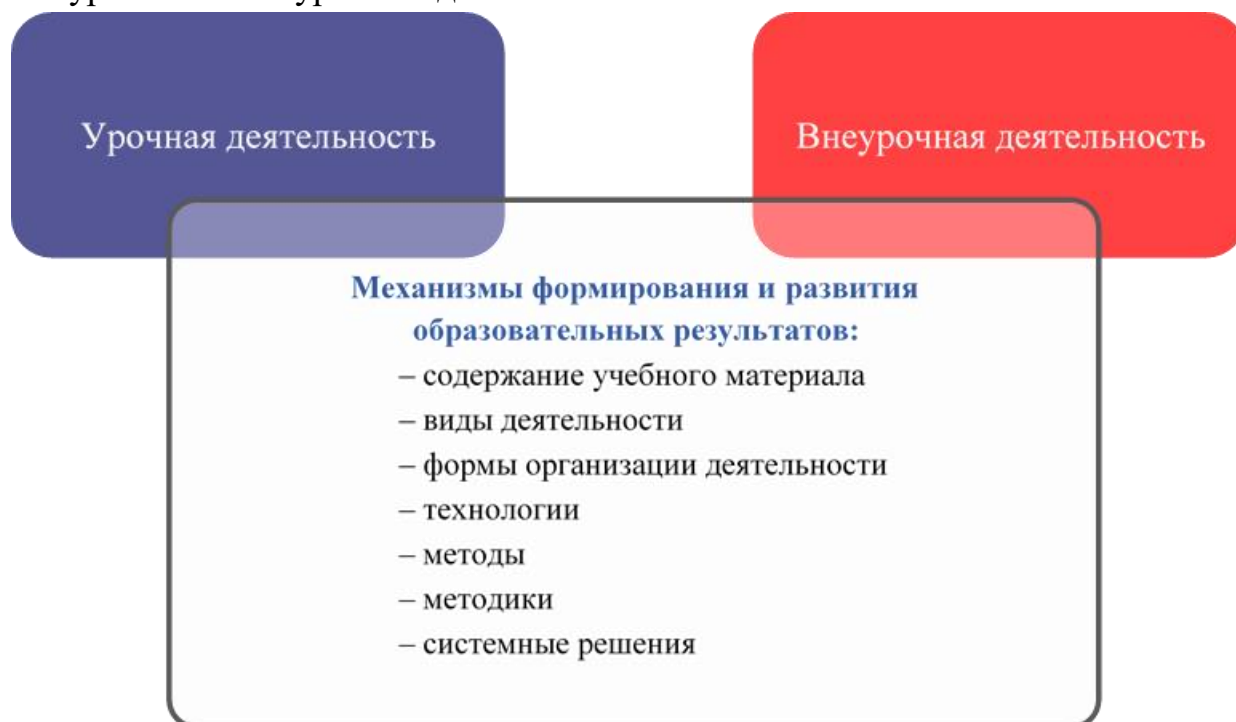 Урочная деятельность
Внеурочная деятельность
Механизмы формирования и развития
образовательных результатов:
– содержание учебного материала
– виды деятельности
– формы организации деятельности
– технологии
– методы
– методики
– системные решения